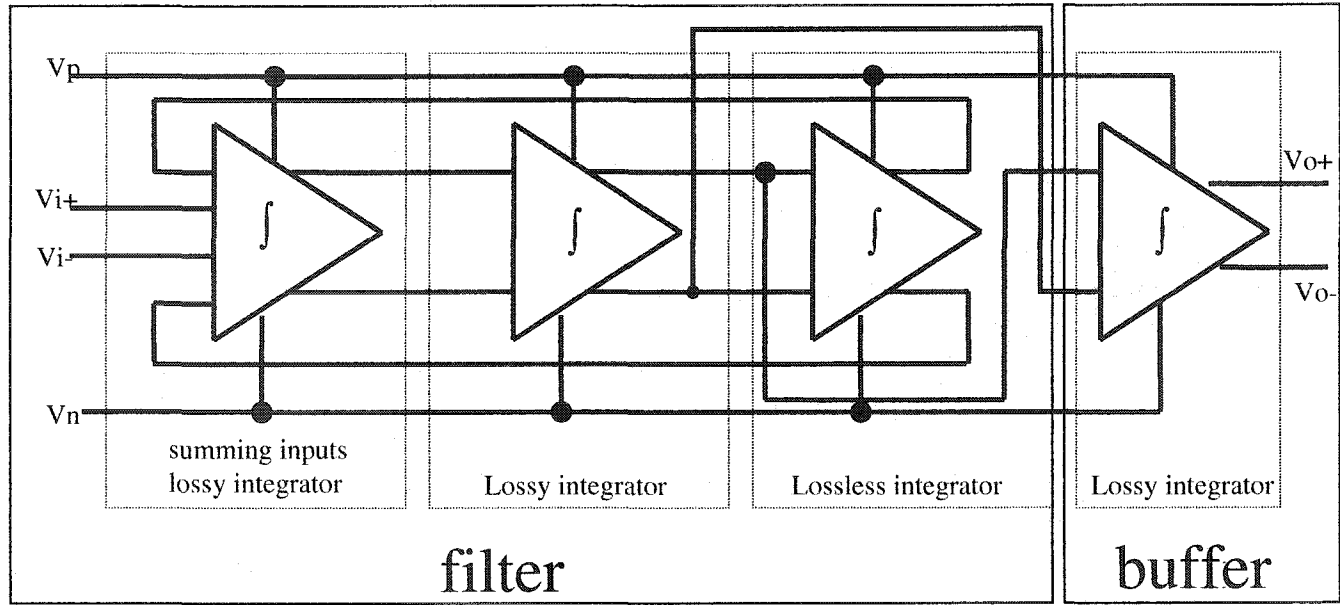 Vp
Vi+
Vi-
Vn
∫
∫
∫
∫
Vo+
Vo-
summing inputs
lossy integrator
Lossy integrator
Lossless integrator
Lossy integrator
filter
buffer